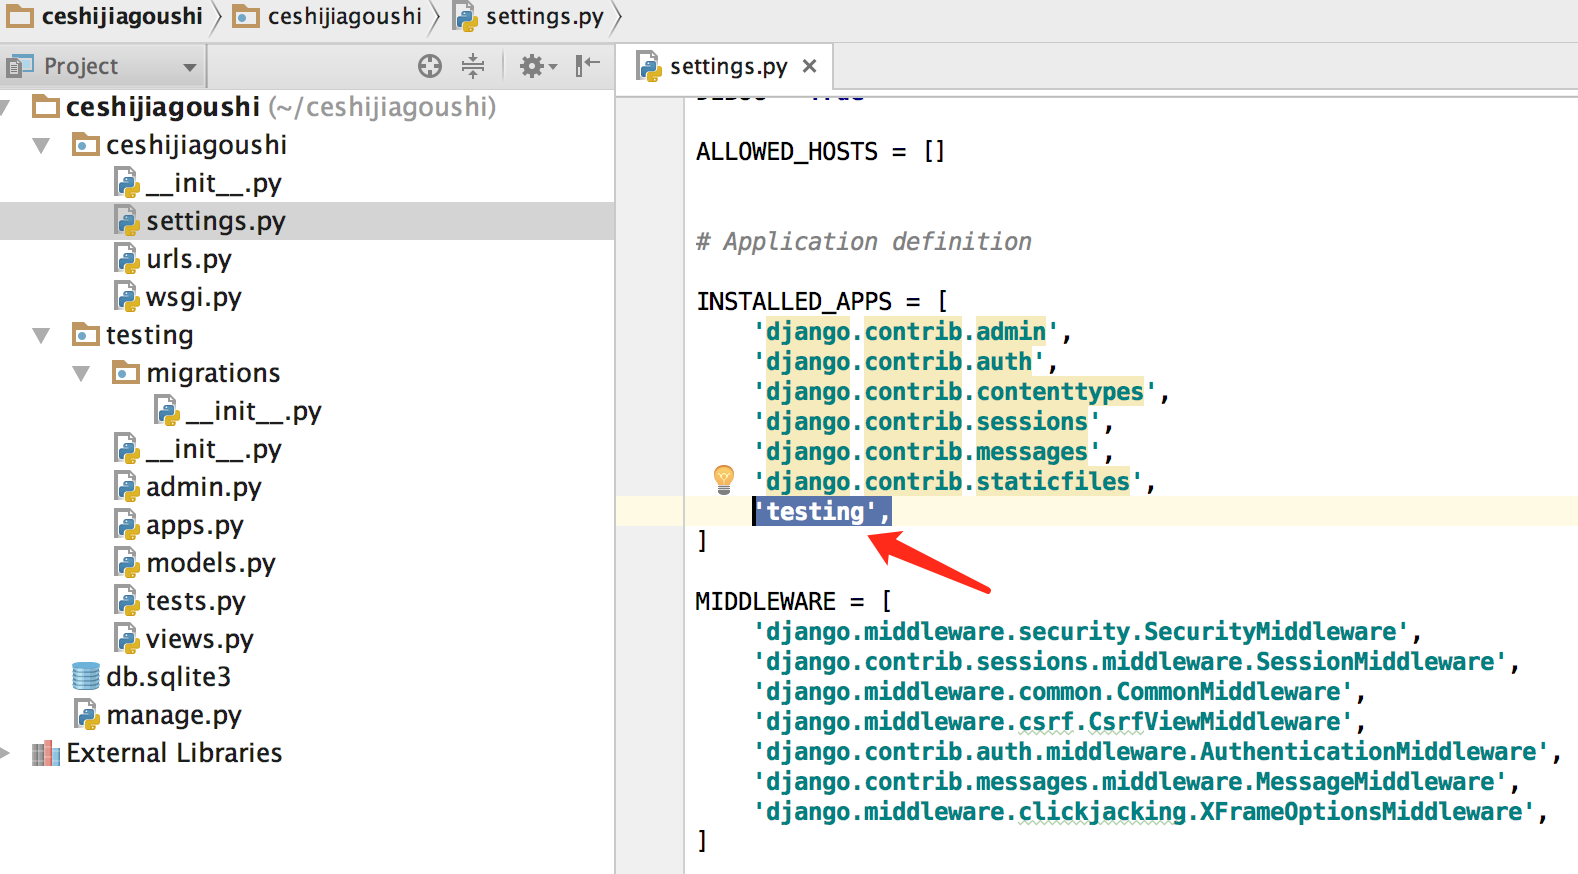 ceshijiagoushi ceshijiagoushi settings.py
Project
settings.py
ceshijiagoushi (~/ceshijiagoushi)
ceshijiagoushi
__init__.py
settings.py
urls.py
wsgi.py
testing
migrations
__init__.py
__init__.py
admin.py
apps.py
models.py
tests.py
views.py
db.sqlite3
manage.py
External Libraries
ALLOWED_HOSTS = []
# Application definition
INSTALLED_APPS = [
'django.contrib.admin',
'django.contrib.auth',
'django.contrib.contenttypes',
'django.contrib.sessions',
'django.contrib.messages',
'django.contrib.staticfiles',
'testing',
]
MIDDLEWARE = [
'django.middleware.security.SecurityMiddleware',
'django.contrib.sessions.middleware.SessionMiddleware',
'django.middleware.common.CommonMiddleware',
'django.middleware.csrf.CsrfViewMiddleware',
'django.contrib.auth.middleware.AuthenticationMiddleware',
'django.contrib.messages.middleware.MessageMiddleware',
'django.middleware.clickjacking.XFrameOptionsMiddleware',
]